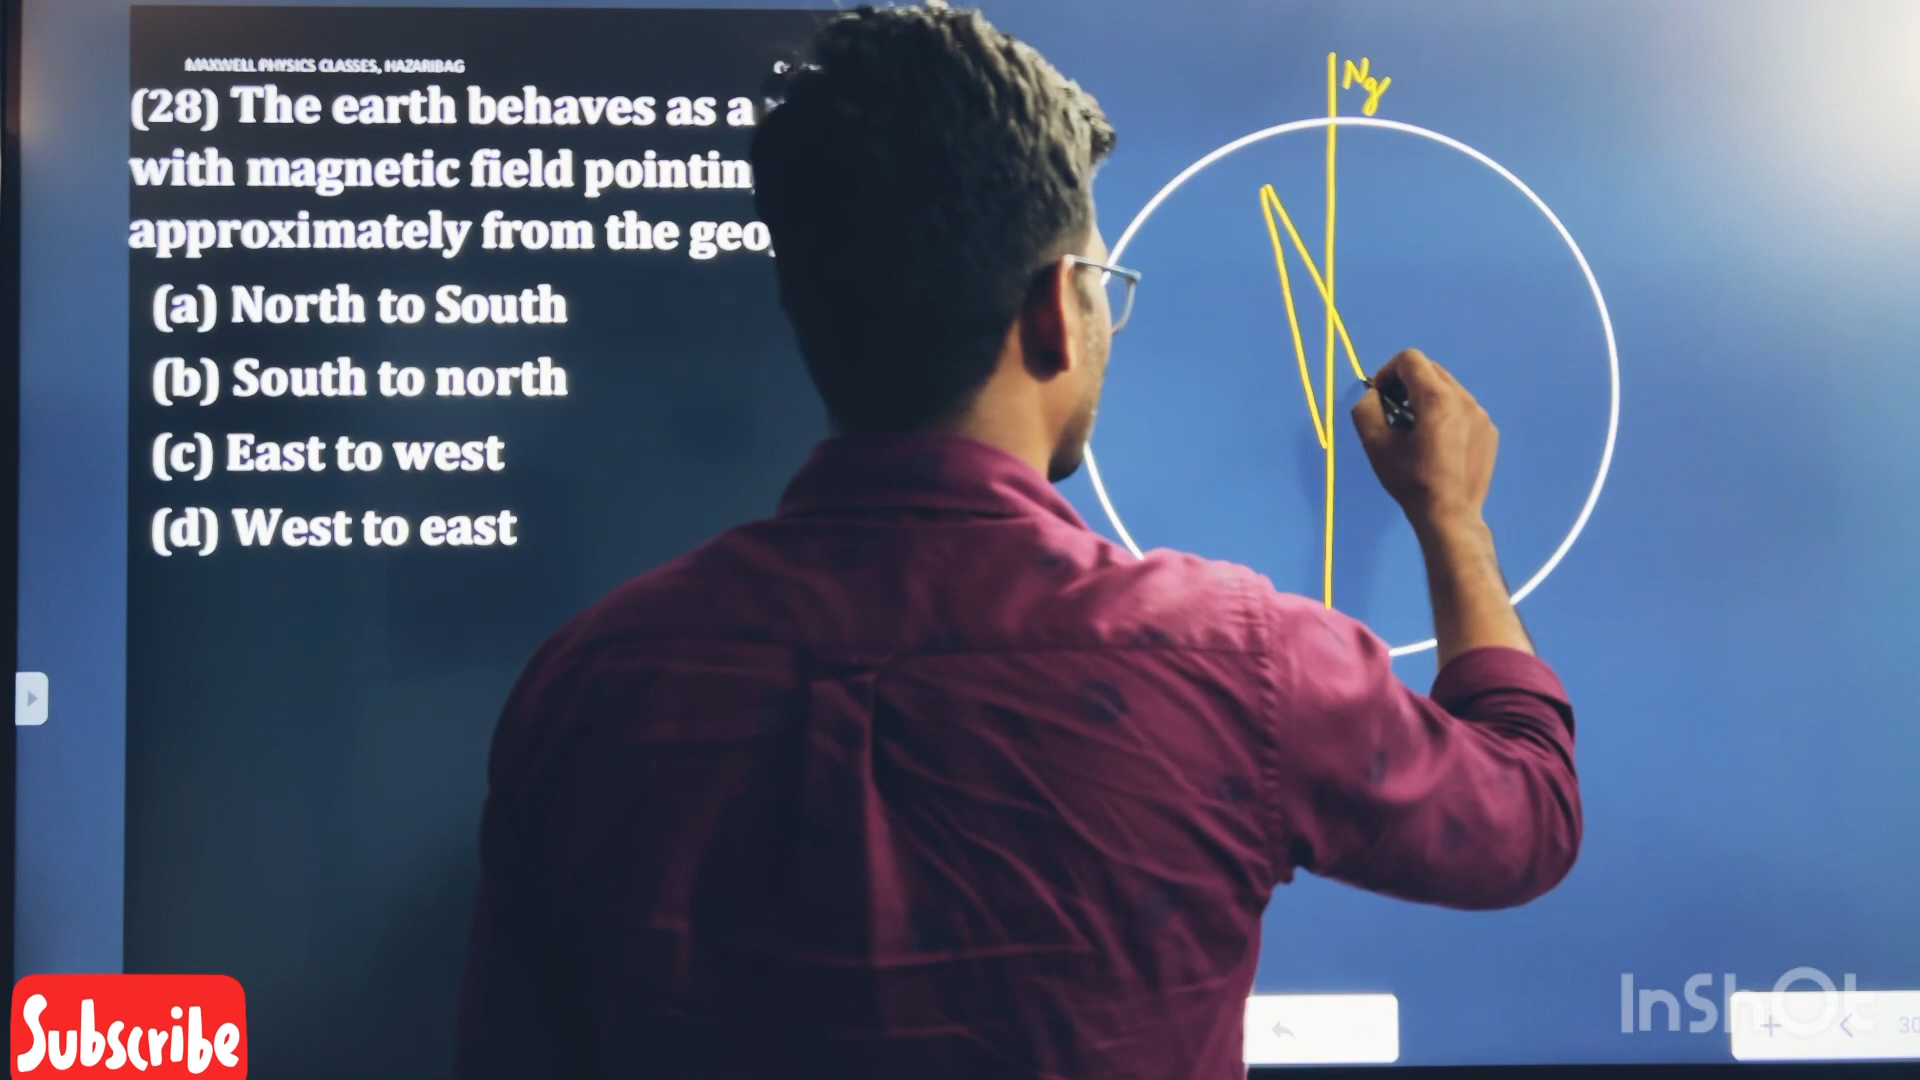 MAXWELL PHYSICS CLASSES, HAZARIBAG
(28) The earth behaves as a
with magnetic field pointin
approximately from the geo
(a) North to South
(b) South to north
(c) East to west
(d) West to east
Ng
Subscribe
InShOt
30